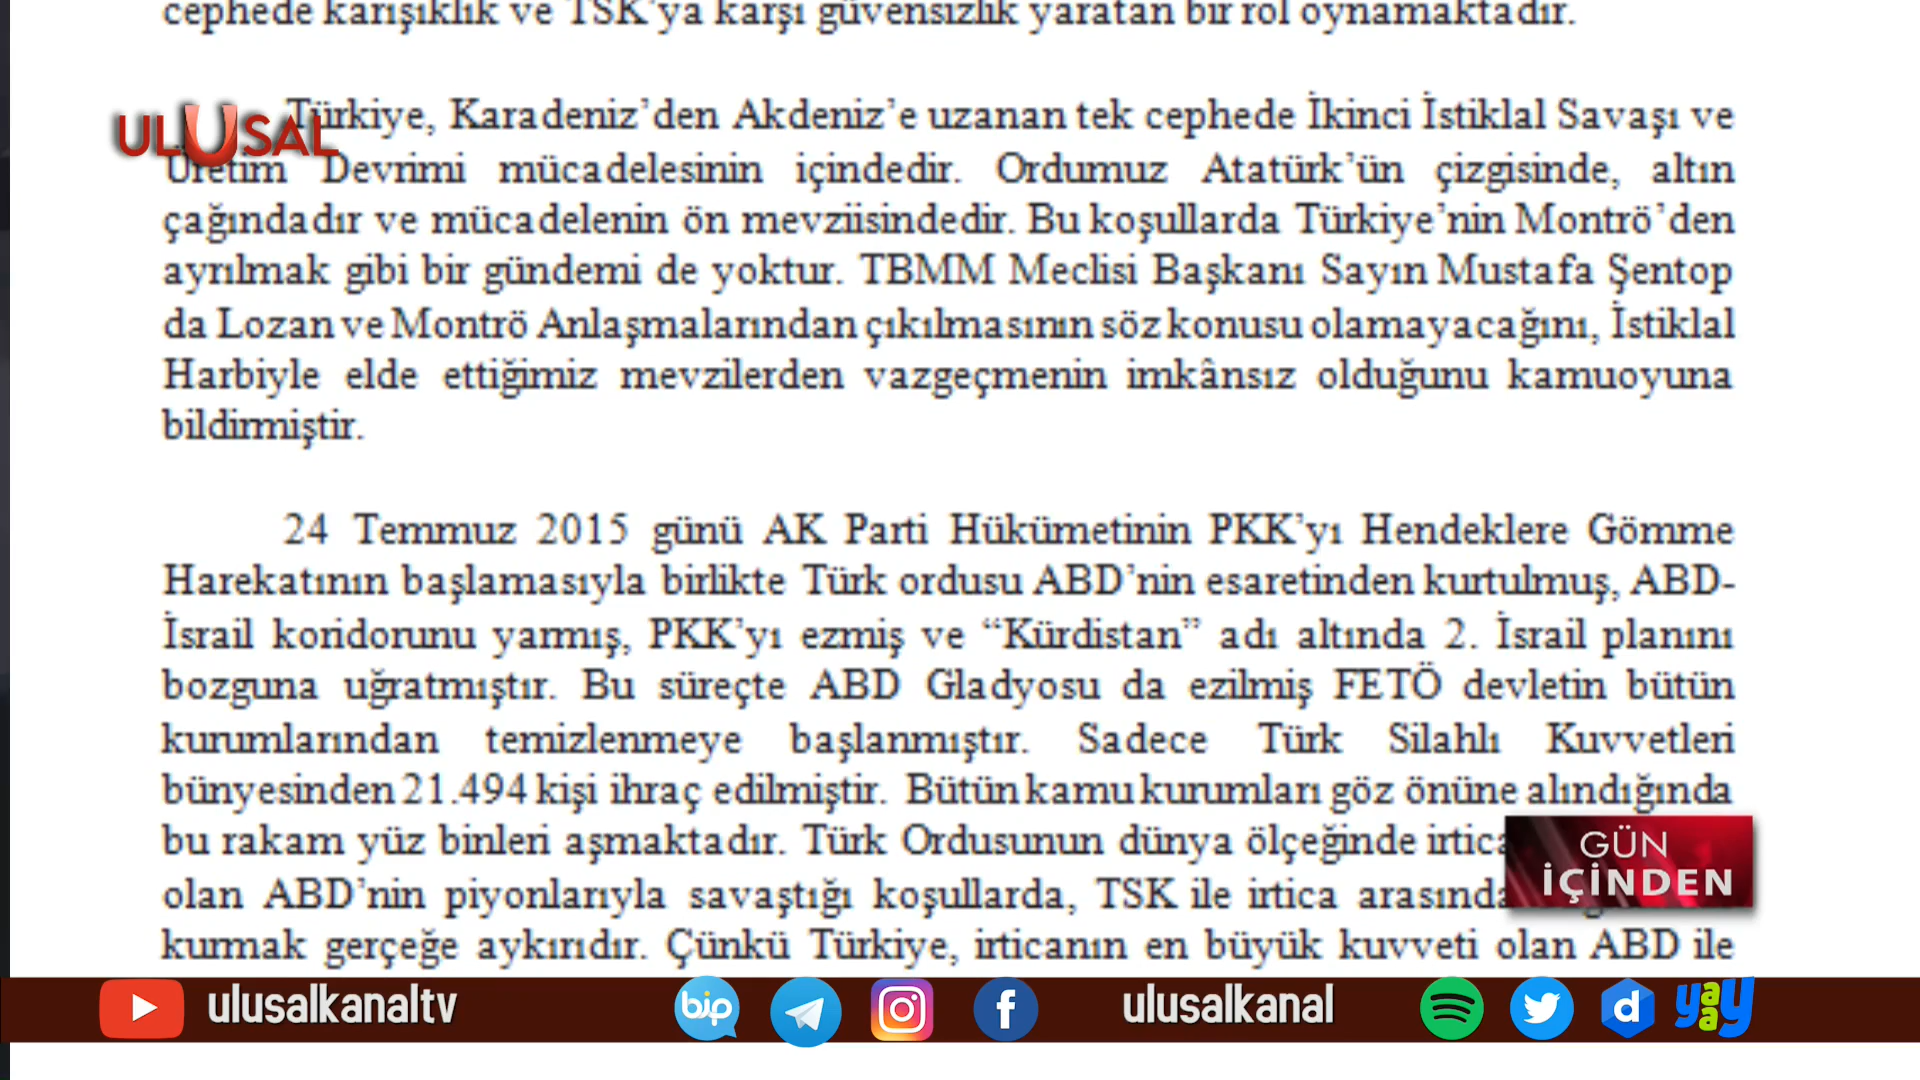 cephede karışıklık ve TSK’ya karşı güvensizlik yaratan bir rol oynamaktadır.
ULUSAL
Türkiye, Karadeniz’den Akdeniz’e uzanan tek cephede İkinci İstiklal Savaşı ve
Üretim Devrimi mücadelesinin içindedir. Ordumuz Atatürk’ün çizgisinde, altın
çağındadır ve mücadelenin ön mevziisindedir. Bu koşullarda Türkiye’nin Montrö’den
ayrılmak gibi bir gündemi de yoktur. TBMM Meclisi Başkanı Sayın Mustafa Şentop
da Lozan ve Montrö Anlaşmalarından çıkılmasının söz konusu olamayacağını, İstiklal
Harbiyle elde ettiğimiz mevzilerden vazgeçmenin imkânsız olduğunu kamuoyuna
bildirmiştir.
24 Temmuz 2015 günü AK Parti Hükümetinin PKK’yı Hendeklere Gömme
Harekatının başlamasıyla birlikte Türk ordusu ABD’nin esaretinden kurtulmuş, ABD-
İsrail koridorunu yarmış, PKK’yı ezmiş ve “Kürdistan” adı altında 2. İsrail planını
bozguna uğratmıştır. Bu süreçte ABD Gladyosu da ezilmiş FETÖ devletin bütün
kurumlarından temizlenmeye başlanmıştır. Sadece Türk Silahlı Kuvvetleri
bünyesinden 21.494 kişi ihraç edilmiştir. Bütün kamu kurumları göz önüne alındığında
bu rakam yüz binleri aşmaktadır. Türk Ordusunun dünya ölçeğinde
olan ABD’nin piyonlarıyla savaştığı koşullarda, TSK ile irtica
kurmak gerçeğe aykırıdır. Çünkü Türkiye, irticanın en büyük kuvveti olan ABD ile
GÜN
İÇİNDEN
ulusalkanaltv
bip
ulusalkanal
d
yaay